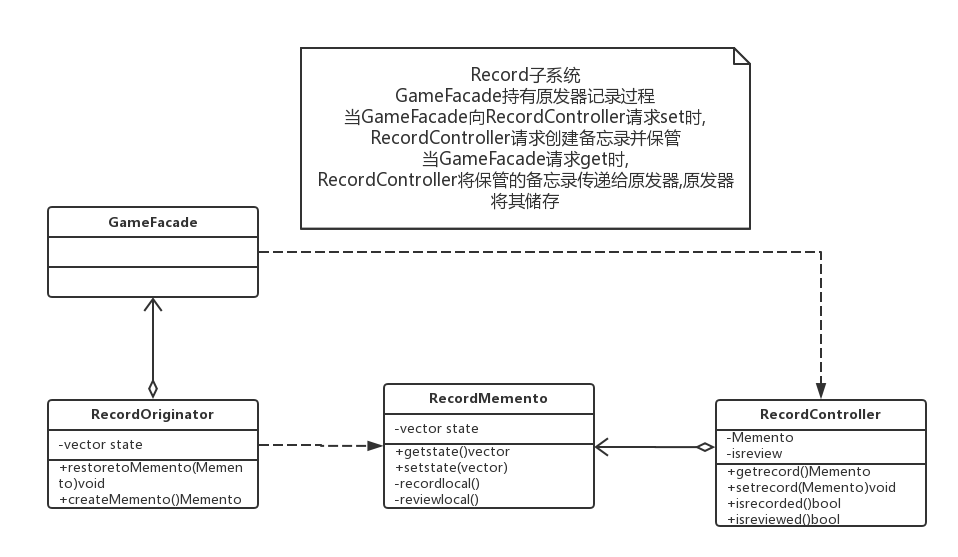 Record子系统
GameFacade持有原发器记录过程
当GameFacade向RecordController请求set时,
RecordController请求创建备忘录并保管
当GameFacade请求get时,
RecordController将保管的备忘录传递给原发器,原发器
将其储存
GameFacade
RecordOriginator
-vector state
+restoretoMemento(Memen
to)void
+createMemento()Memento
RecordMemento
-vector state
+getstate()vector
+setstate(vector)
-recordlocal()
-reviewlocal()
RecordController
-Memento
-isreview
+getrecord()Memento
+setrecord(Memento)void
+isrecorded()bool
+isreviewed()bool